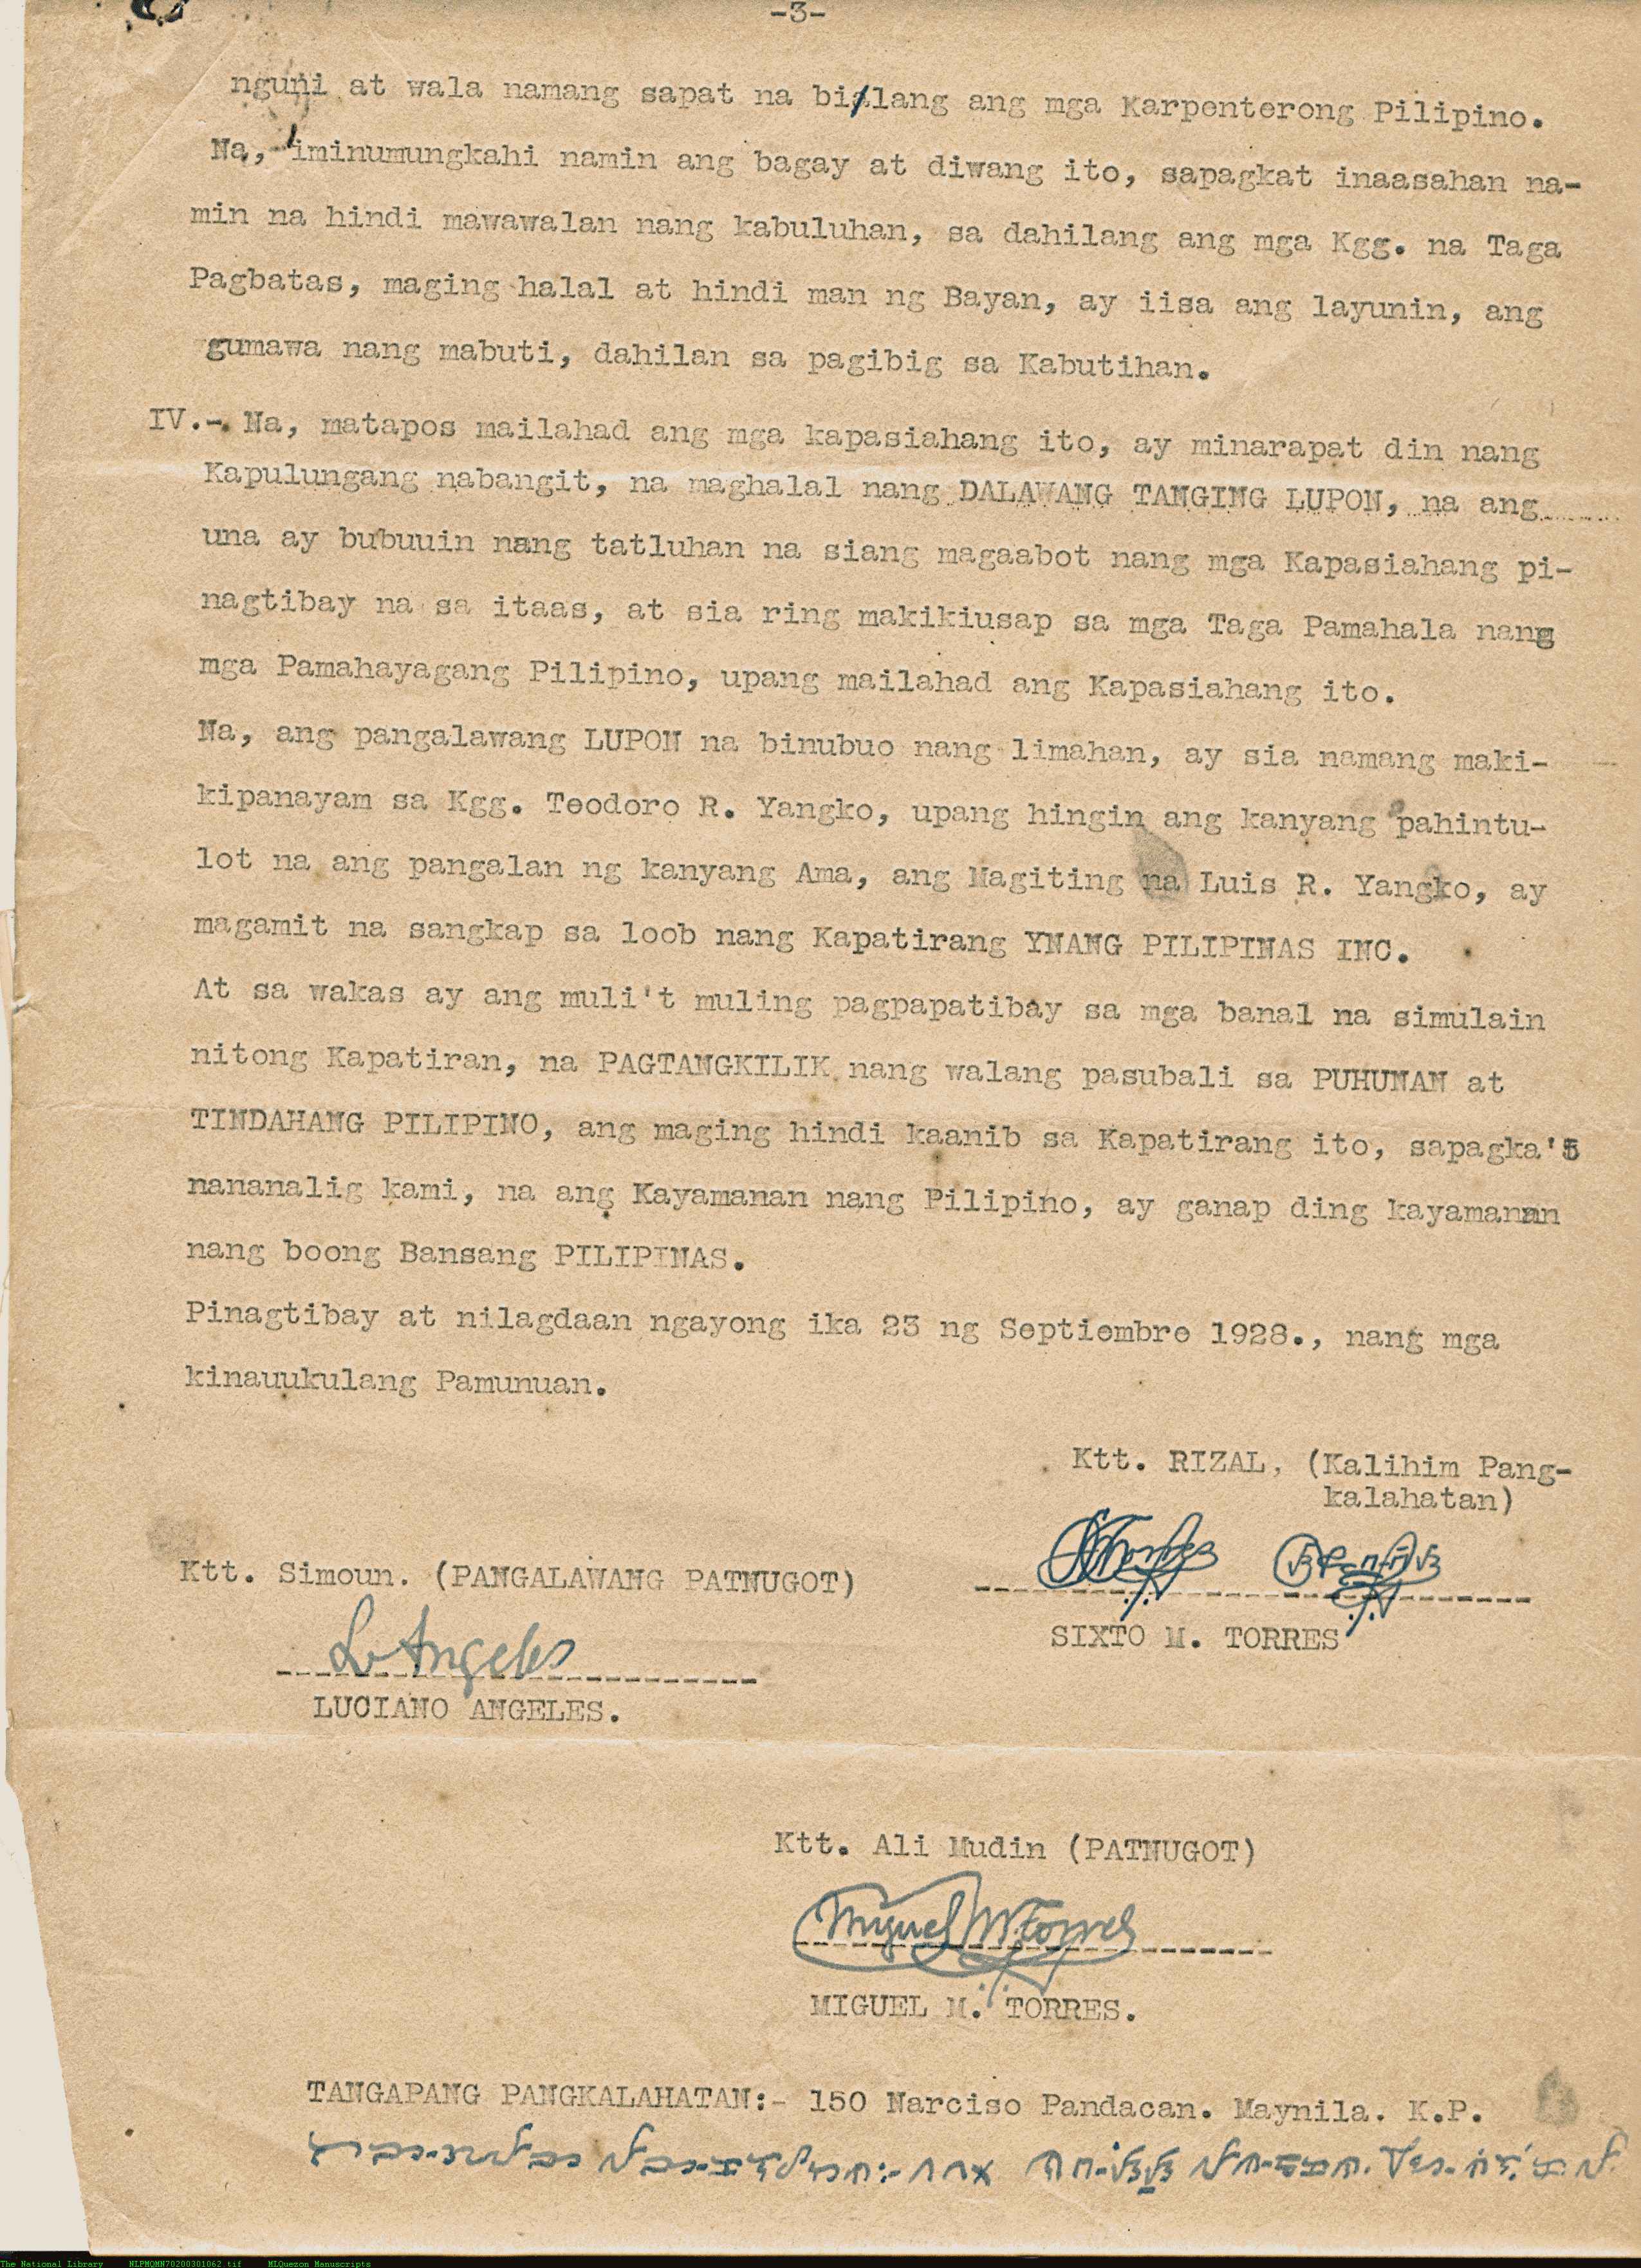 -3-
nguni at wala namang sapat na bilang ang mga Karpenterong Pilipino.
Na, iminumungkahi namin ang bagay at diwang ito, sapagkat inaasahan na-
min na hindi mawawalan nang kabuluhan, sa dahilang ang mga Kgg. na Taga
Pagbatas, maging halal at hindi man ng Bayan, ay iisa ang layunin, ang
gumawa nang mabuti, dahilan sa pagibig sa Kabutihan.
IV.-. Na, matapos mailahad ang mga kapasiahang ito, ay minarapat din nang
Kapulungang nabangit, na maghalal nang DALAWANG TANGING LUPON, na ang
una ay bubuuin nang tatluhan na siang magaabot nang mga Kapasiahang pi-
nagtibay na sa itaas, at sia ring makikiusap sa mga Taga Pamahala nang
mga Pamahayagang Pilipino, upang mailahad ang Kapasiahang ito.
Na, ang pangalawang LUPON na binubuo nang limahan, ay sia namang maki-
kipanayam sa Kgg. Teodoro R. Yangko, upang hingin ang kanyang pahintu-
lot na ang pangalan ng kanyang Ama, ang Magiting na Luis R. Yangko, ay
magamit na sangkap sa loob nang Kapatirang YNANG PILIPINAS INC.
At sa wakas ay ang muli't muling pagpapatibay sa mga banal na simulain
nitong Kapatiran, na PAGTANGKILIK nang walang pasubali sa PUHUNAN at
TINDAHANG PILIPINO, ang maging hindi kaanib sa Kapatirang ito, sapagka't
nananalig kami, na ang Kayamanan nang Pilipino, ay ganap ding kayamanan
nang boong Bansang PILIPINAS.
Pinagtibay at nilagdaan ngayong ika 23 ng Septiembre 1928., nang mga
kinauukulang Pamunuan.
Ktt. RIZAL, (Kalihim Pang-
kalahatan)
SIXTO M. TORRES
Ktt. Simoun. (PANGALAWANG PATNUGOT)
L Angeles
LUCIANO ANGELES.
Ktt. Ali Mudin (PATNUGOT)
Miguel M. Torres
MIGUEL M. TORRES.
TANGAPANG PANGKALAHATAN:- 150 Narciso Pandacan. Maynila. K.P.
The National Library NLPMQMN70200301062.tif MLQuezon Manuscripts